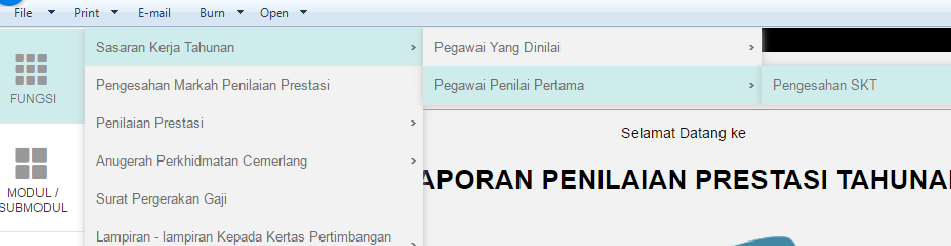 File Print E-mail Burn Open
FUNGSI
MODUL /
SUBMODUL
Sasaran Kerja Tahunan
Pengesahan Markah Penilaian Prestasi
Penilaian Prestasi
Anugerah Perkhidmatan Cemerlang
Surat Pergerakan Gaji
Lampiran - lampiran Kepada Kertas Pertimbangan
Pegawai Yang Dinilai
Pegawai Penilai Pertama
Pengesahan SKT
Selamat Datang ke
APORAN PENILAIAN PRESTASI TAHUNA